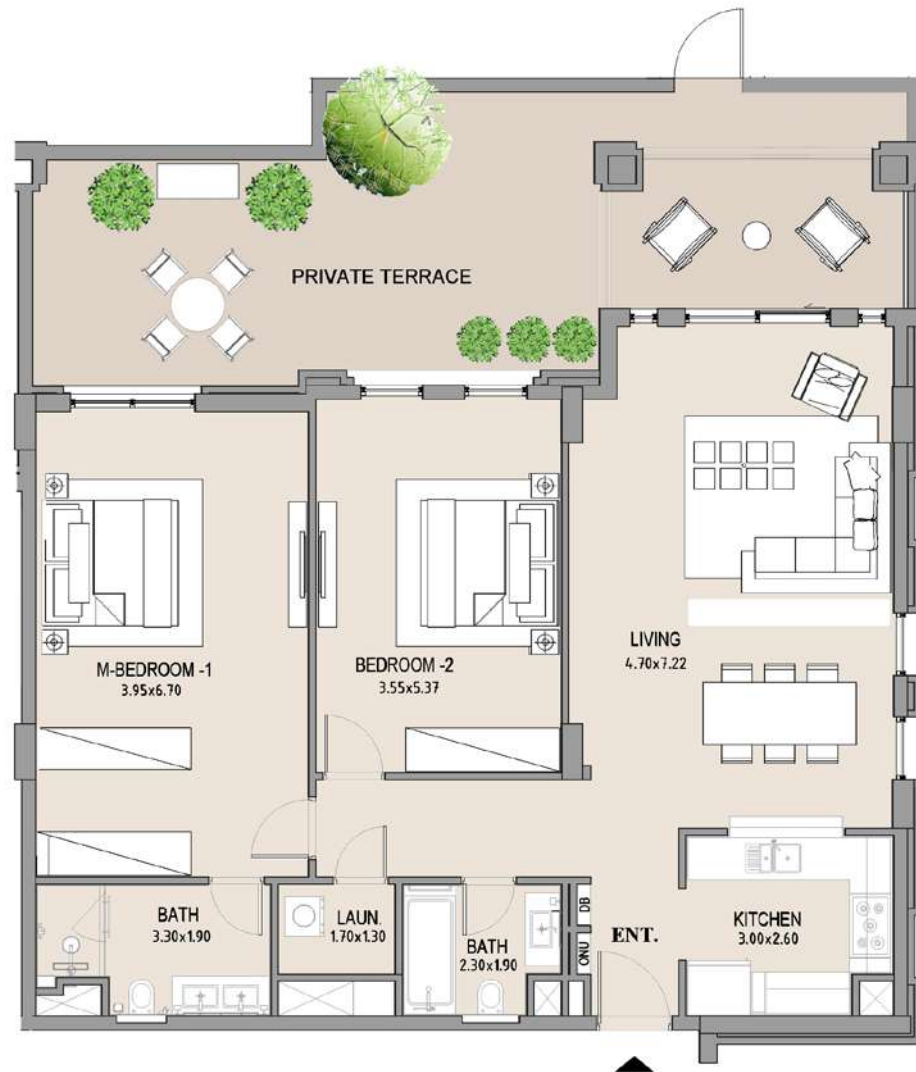 PRIVATE TERRACE
M-BEDROOM -1
3.95x6.70
BEDROOM -2
3.55x5.37
LIVING
4.70x7.22
BATH
3.30x1.90
LAUN.
1.70x1.30
BATH
2.30x1.90
DB
ONU
ENT.
KITCHEN
3.00x2.60